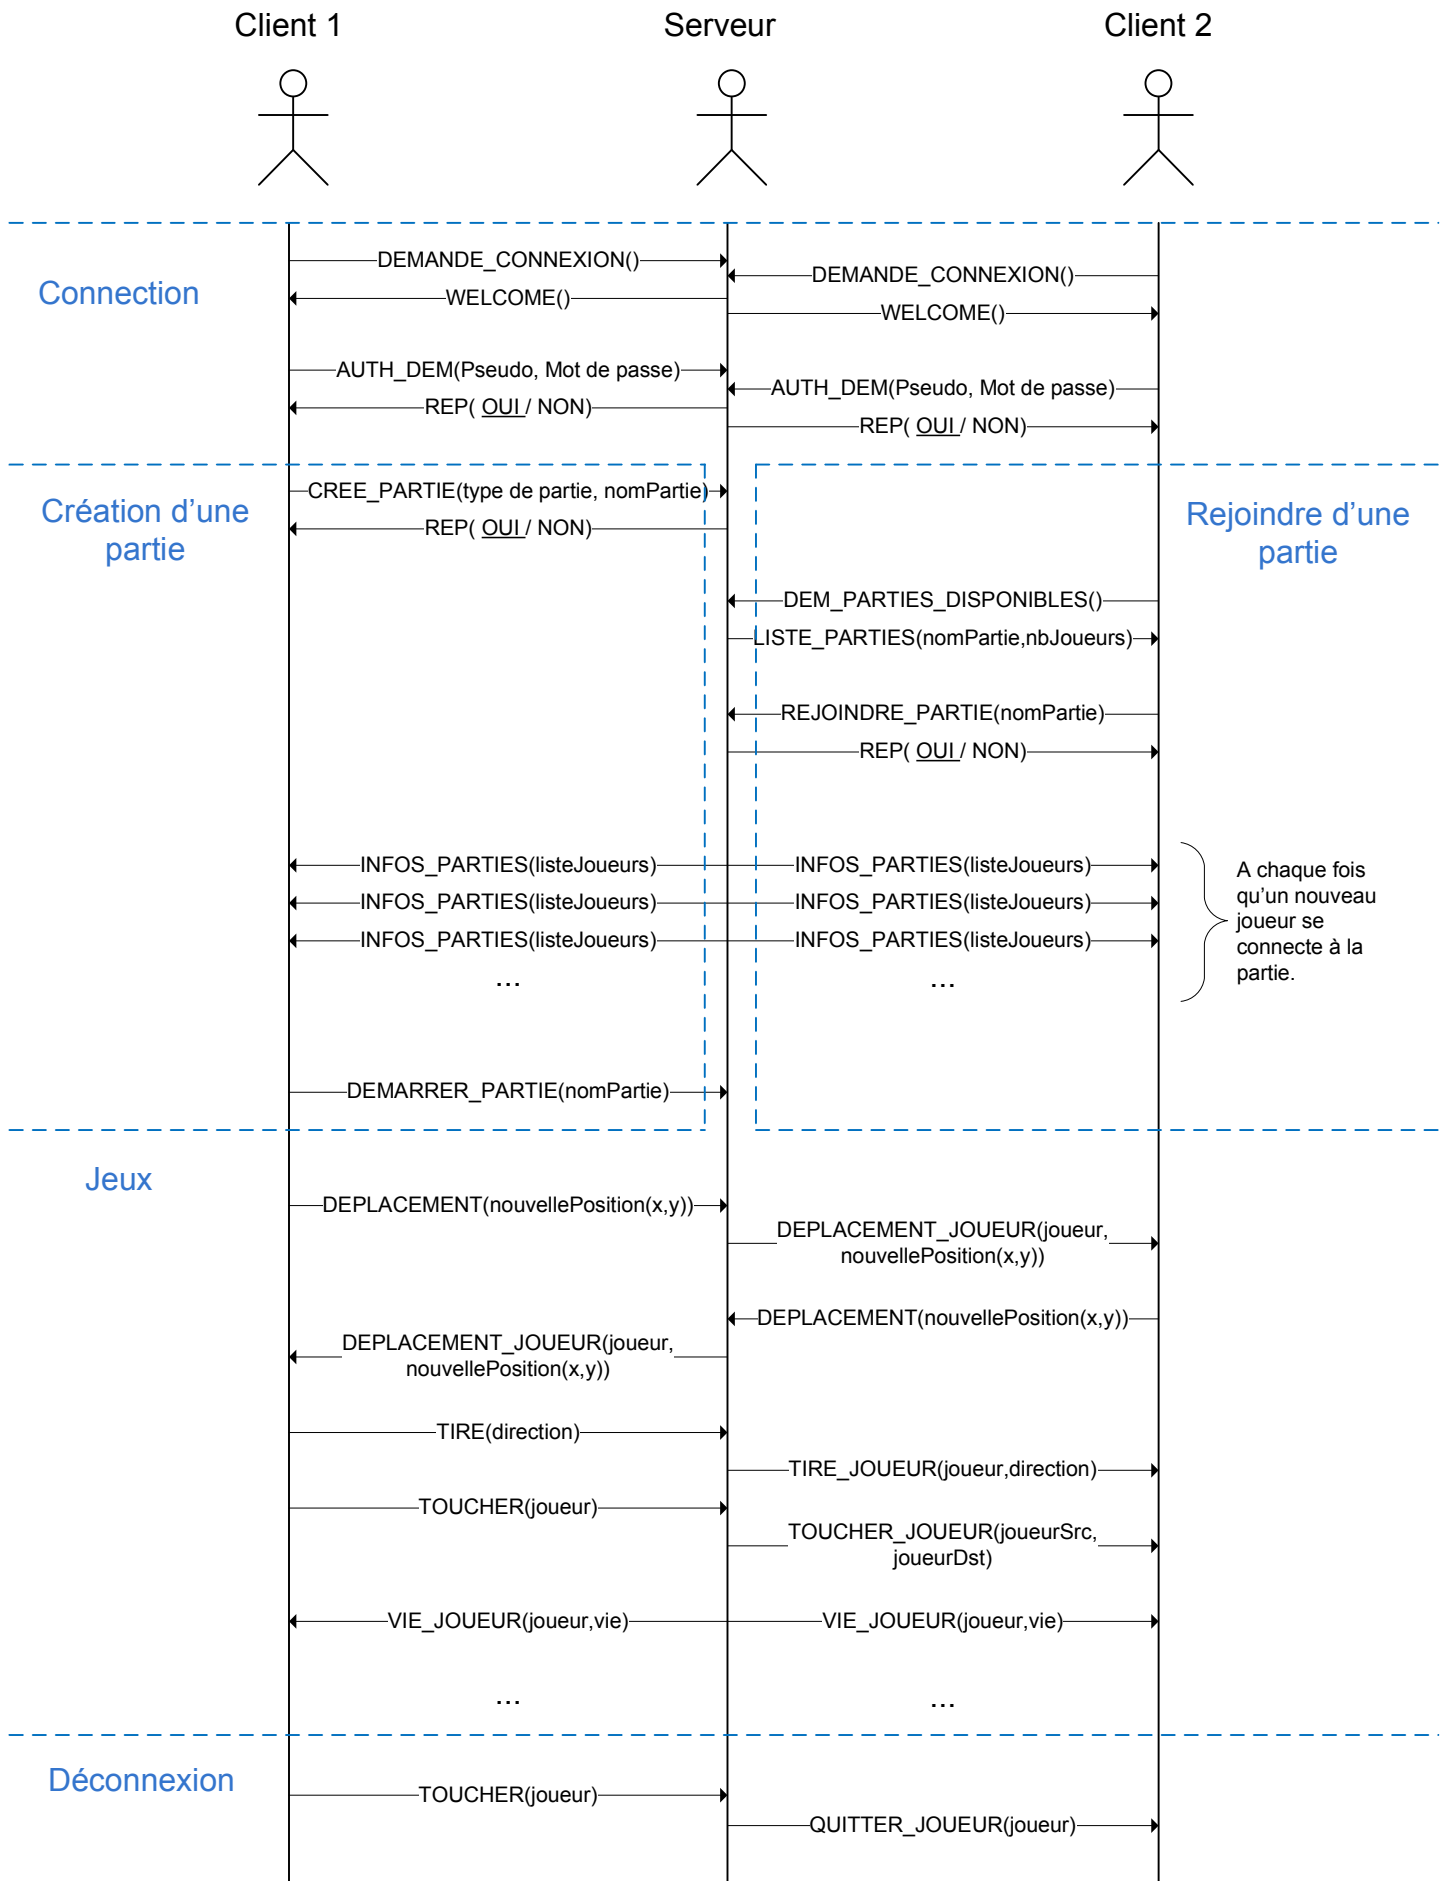 Client 1
Serveur
Client 2
DEMANDE_CONNEXION()
DEMANDE_CONNEXION()
Connection
WELCOME()
WELCOME()
AUTH_DEM(Pseudo, Mot de passe)
AUTH_DEM(Pseudo, Mot de passe)
REP( OUI / NON)
REP( OUI / NON)
CREE_PARTIE(type de partie, nomPartie)
Création d’une
partie
REP( OUI / NON)
Rejoindre d’une
partie
DEM_PARTIES_DISPONIBLES()
LISTE_PARTIES(nomPartie,nbJoueurs)
REJOINDRE_PARTIE(nomPartie)
REP( OUI / NON)
INFOS_PARTIES(listeJoueurs)
INFOS_PARTIES(listeJoueurs)
INFOS_PARTIES(listeJoueurs)
INFOS_PARTIES(listeJoueurs)
INFOS_PARTIES(listeJoueurs)
INFOS_PARTIES(listeJoueurs)
...
...
A chaque fois
qu’un nouveau
joueur se
connecte à la
partie.
DEMARRER_PARTIE(nomPartie)
Jeux
DEPLACEMENT(nouvellePosition(x,y))
DEPLACEMENT_JOUEUR(joueur,
nouvellePosition(x,y))
DEPLACEMENT(nouvellePosition(x,y))
DEPLACEMENT_JOUEUR(joueur,
nouvellePosition(x,y))
TIRE(direction)
TIRE_JOUEUR(joueur,direction)
TOUCHER(joueur)
TOUCHER_JOUEUR(joueurSrc,
joueurDst)
VIE_JOUEUR(joueur,vie)
VIE_JOUEUR(joueur,vie)
...
...
Déconnexion
TOUCHER(joueur)
QUITTER_JOUEUR(joueur)